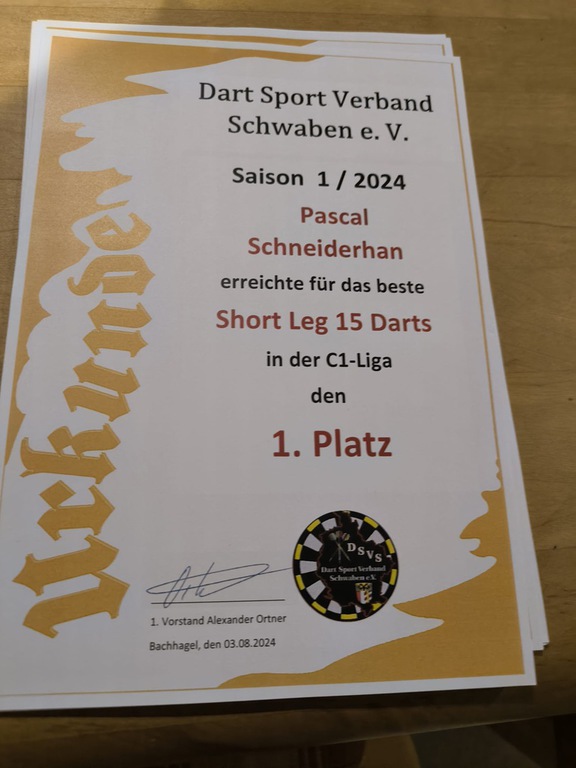 Urkunde
Dart Sport Verband
Schwaben e. V.
Saison 1 / 2024
Pascal
Schneiderhan
erreichte für das beste
Short Leg 15 Darts
in der C1-Liga
den
1. Platz
DSVS
Dart Sport Verband
Schwaben e.V.
1. Vorstand Alexander Ortner
Bachhagel, den 03.08.2024